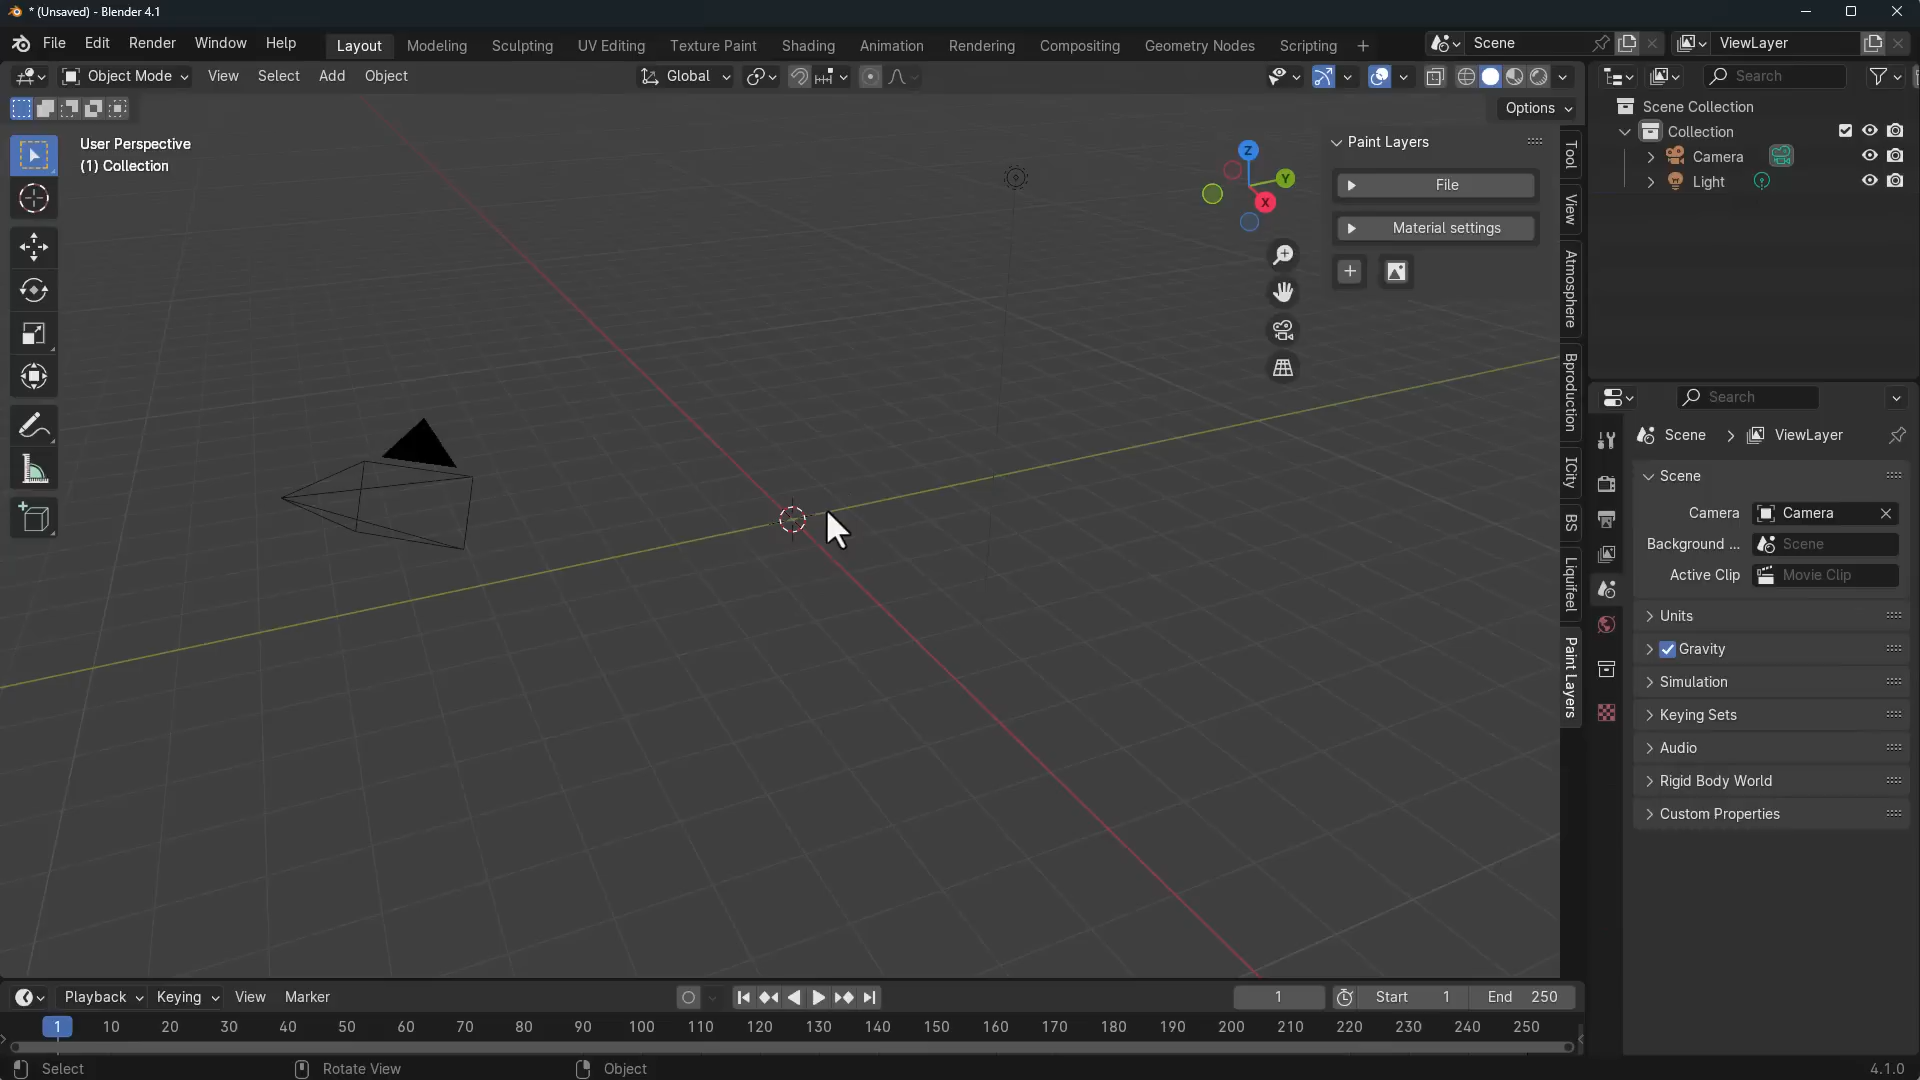 * (Unsaved) - Blender 4.1
File Edit Render Window Help Layout Modeling Sculpting UV Editing Texture Paint Shading Animation Rendering Compositing Geometry Nodes Scripting + Scene ViewLayer
Object Mode View Select Add Object Global Search
Options
User Perspective
(1) Collection
Z
Y
X
Paint Layers
File
Material settings
Tool
View
Atmosphere
Bproduction
ICity
BS
Liquifeel
Paint Layers
Scene Collection
Collection
Camera
Light
Search
Scene > ViewLayer
Scene
Camera Camera
Background ... Scene
Active Clip Movie Clip
Units
Gravity
Simulation
Keying Sets
Audio
Rigid Body World
Custom Properties
Playback Keying View Marker 1 Start 1 End 250
1 10 20 30 40 50 60 70 80 90 100 110 120 130 140 150 160 170 180 190 200 210 220 230 240 250
Select Rotate View Object 4.1.0